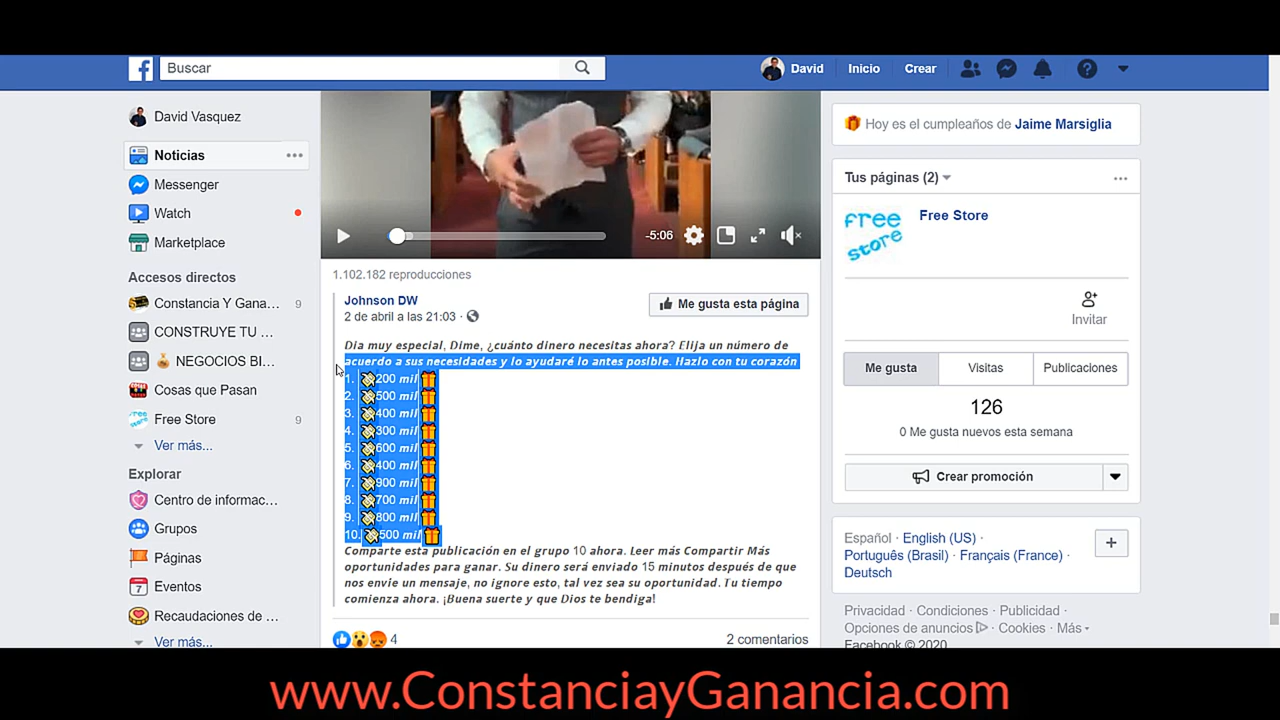 Buscar
David
Inicio
Crear
David Vasquez
Noticias
Messenger
Watch
Marketplace
Accesos directos
Constancia Y Gana... 9
CONSTRUYE TU ...
NEGOCIOS BI...
Cosas que Pasan
Free Store 9
Ver más...
Explorar
Centro de informac...
Grupos
Páginas
Eventos
Recaudaciones de ...
Ver más...
-5:06
1.102.182 reproducciones
Johnson DW
2 de abril a las 21:03 ·
Me gusta esta página
Dia muy especial, Dime, ¿cuánto dinero necesitas ahora? Elija un número de
acuerdo a sus necesidades y lo ayudaré lo antes posible. Hazlo con tu corazón
1. 200 mil
2. 500 mil
3. 400 mil
4. 300 mil
5. 600 mil
6. 400 mil
7. 900 mil
8. 700 mil
9. 800 mil
10. 500 mil
Comparte esta publicación en el grupo 10 ahora. Leer más Compartir Más
oportunidades para ganar. Su dinero será enviado 15 minutos después de que
nos envie un mensaje, no ignore esto, tal vez sea su oportunidad. Tu tiempo
comienza ahora. ¡Buena suerte y que Dios te bendiga!
4
2 comentarios
Hoy es el cumpleaños de Jaime Marsiglia
Tus páginas (2)
free
store
Free Store
Invitar
Me gusta
Visitas
Publicaciones
126
0 Me gusta nuevos esta semana
Crear promoción
Español · English (US) ·
Português (Brasil) · Français (France) ·
Deutsch
Privacidad · Condiciones · Publicidad ·
Opciones de anuncios · Cookies · Más
Facebook © 2020
www.ConstanciayGanancia.com